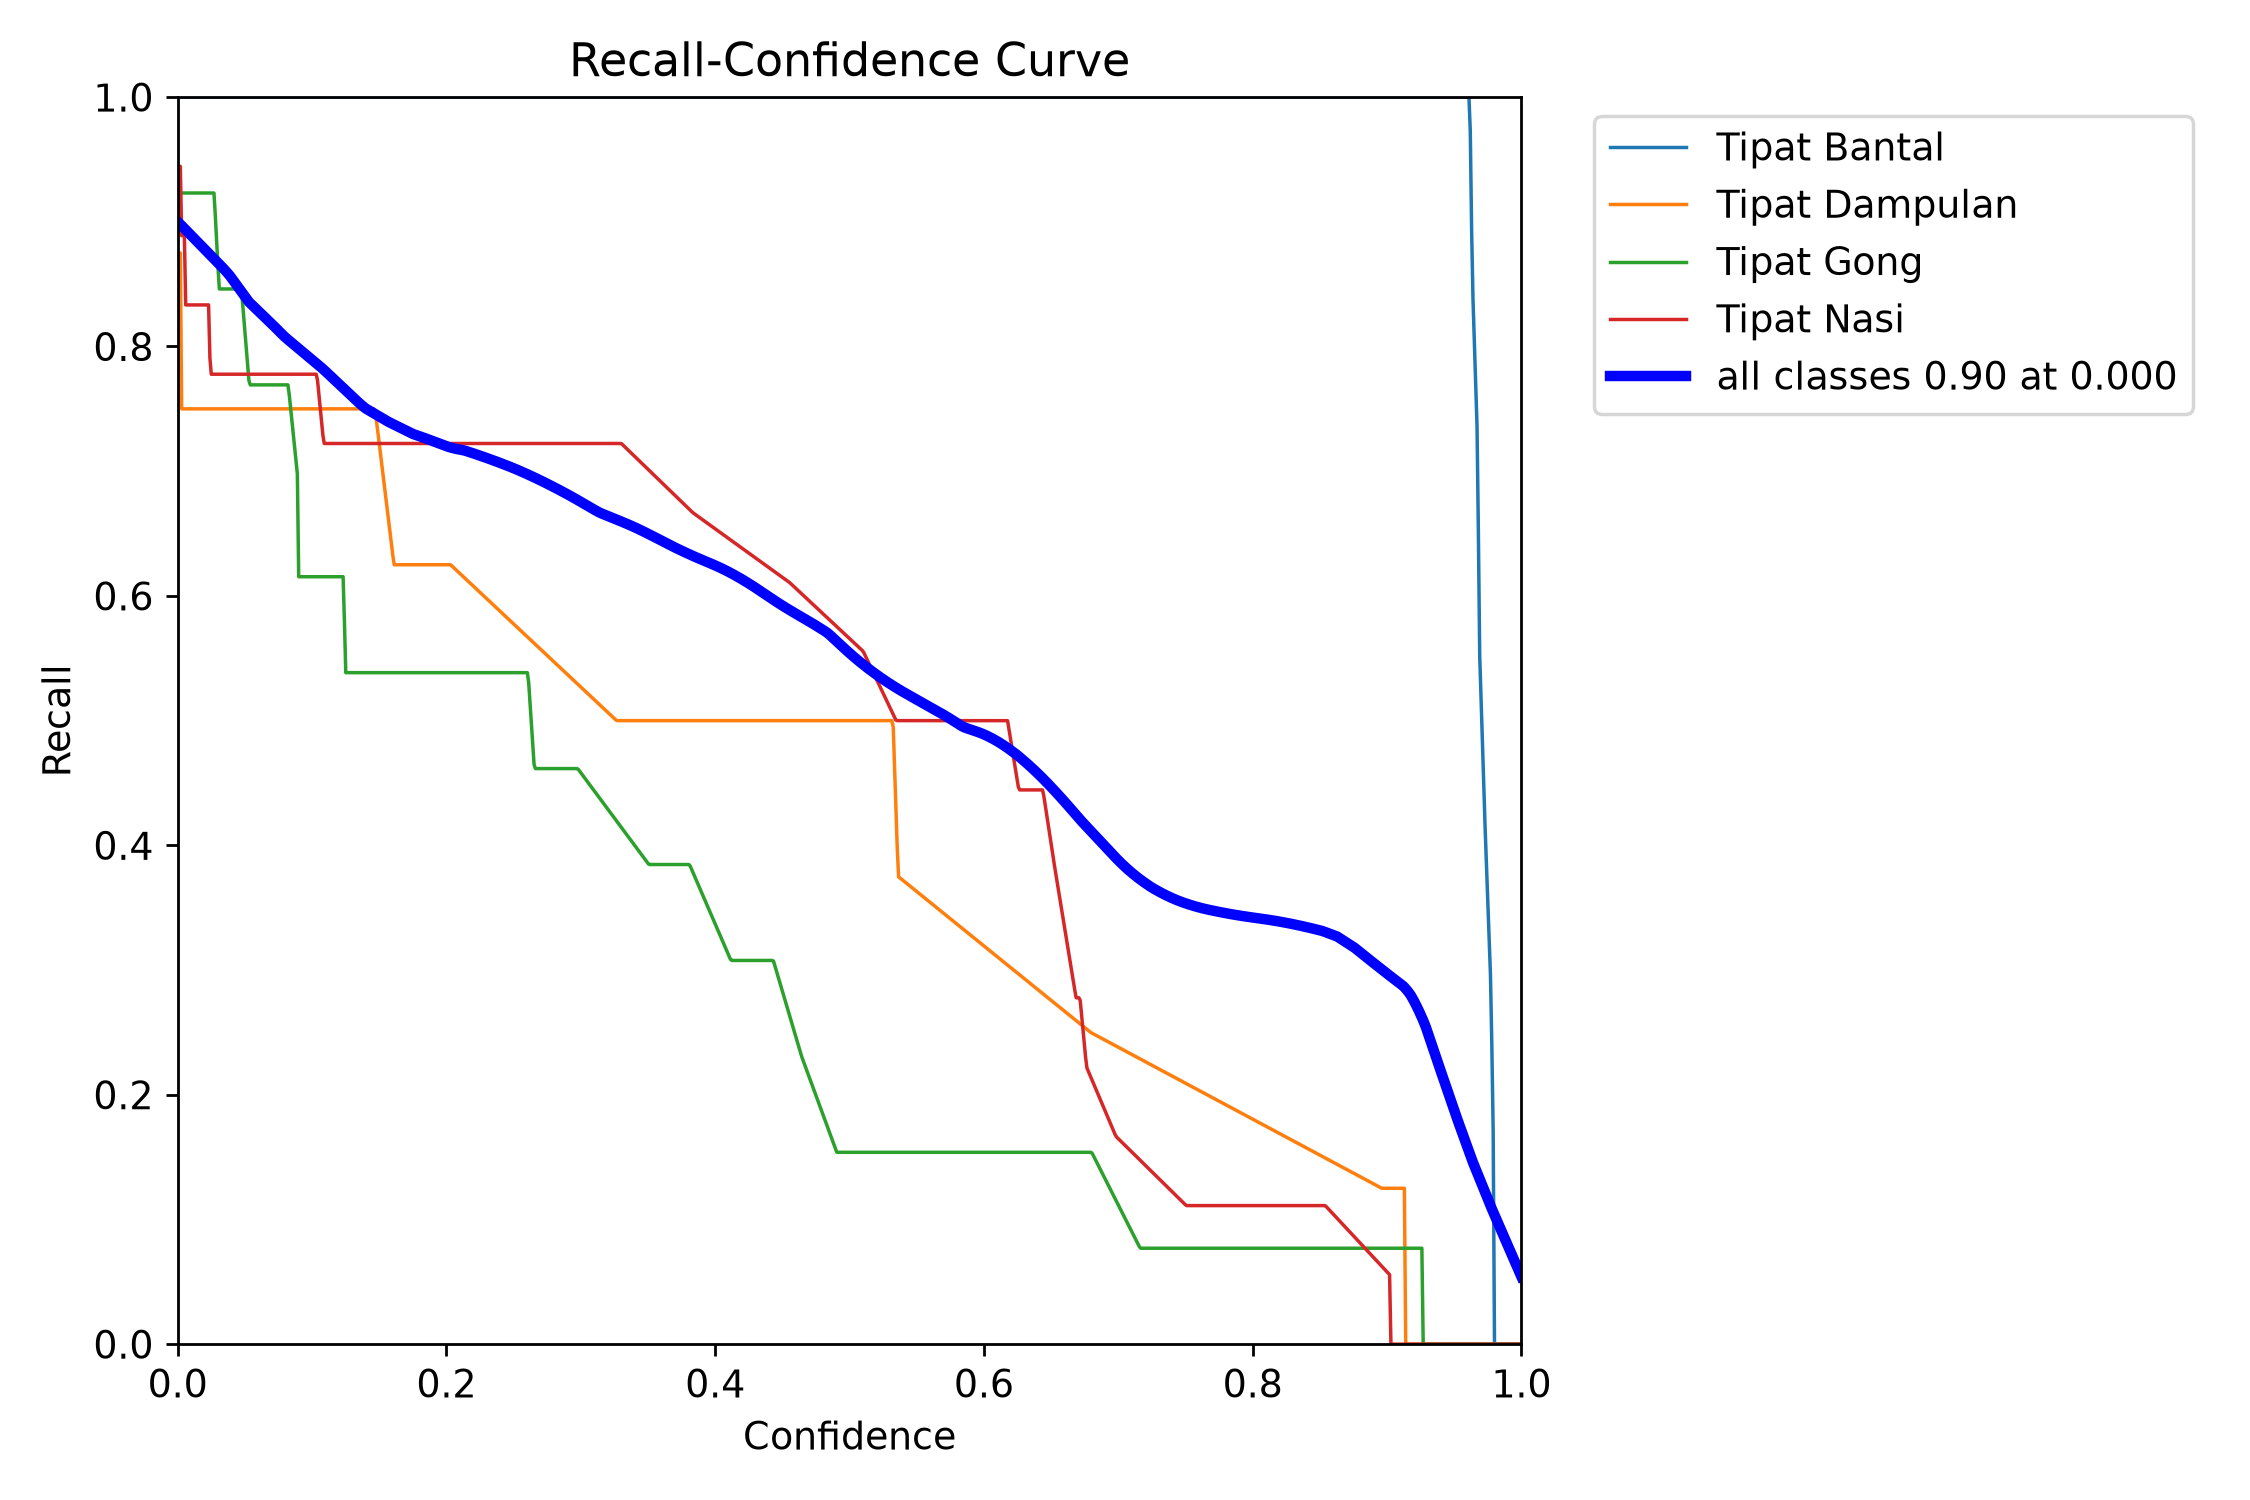 Recall-Confidence Curve
1.0
0.8
0.6
0.4
0.2
0.0
Recall
0.0 0.2 0.4 0.6 0.8 1.0
Confidence
Tipat Bantal
Tipat Dampulan
Tipat Gong
Tipat Nasi
all classes 0.90 at 0.000